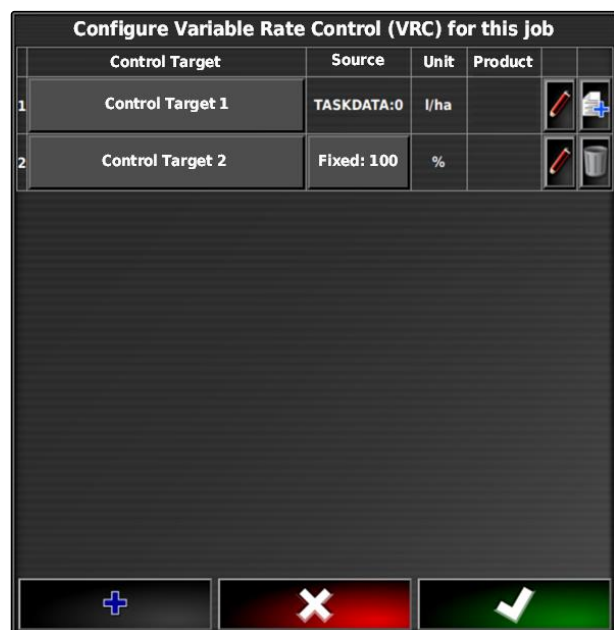 Configure Variable Rate Control (VRC) for this job
Control Target Source Unit Product
1 Control Target 1 TASKDATA:0 l/ha
2 Control Target 2 Fixed: 100 %